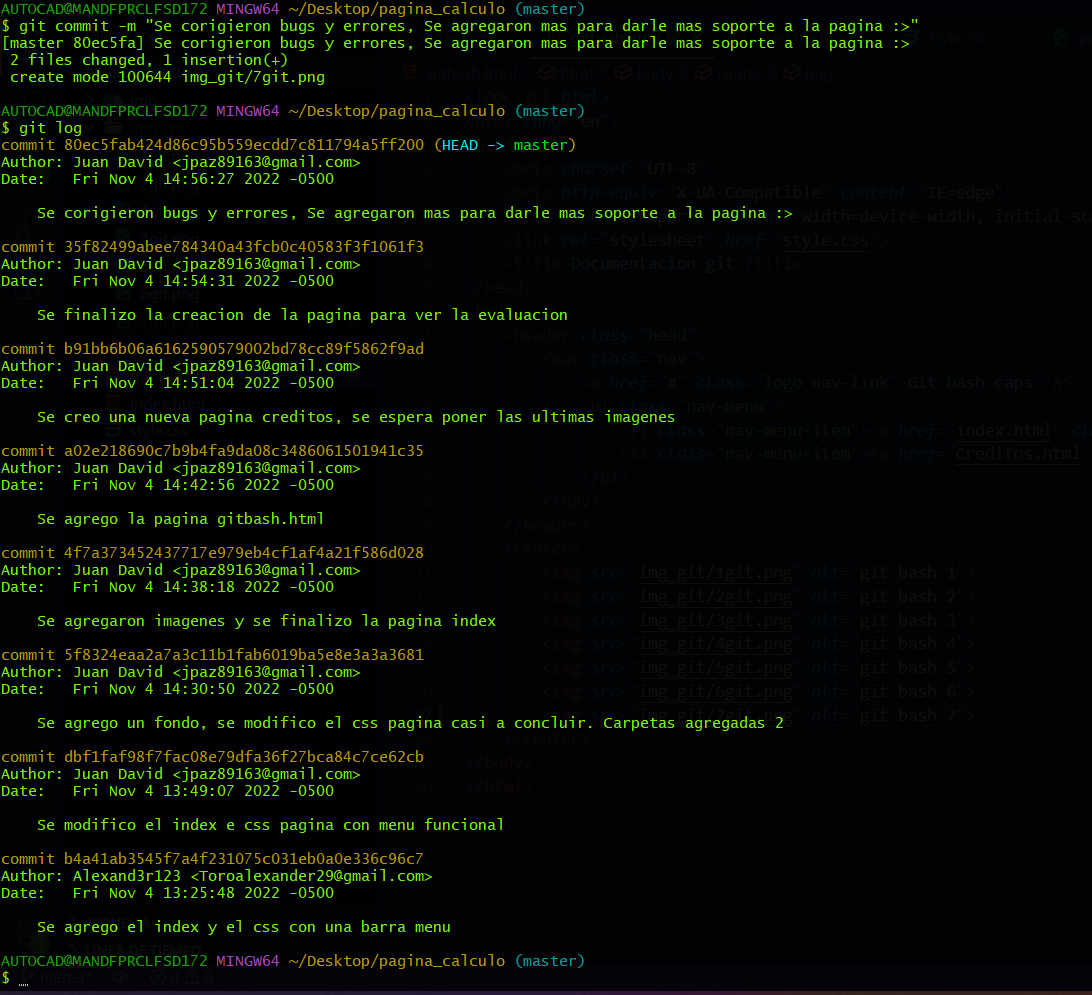 AUTOCAD@MANDFPRCLFSD172 MINGW64 ~/Desktop/pagina_calculo (master)
$ git commit -m "Se corigieron bugs y errores, Se agregaron mas para darle mas soporte a la pagina :>"
[master 80ec5fa] Se corigieron bugs y errores, Se agregaron mas para darle mas soporte a la pagina :>
 2 files changed, 1 insertion(+)
 create mode 100644 img_git/7git.png

AUTOCAD@MANDFPRCLFSD172 MINGW64 ~/Desktop/pagina_calculo (master)
$ git log
commit 80ec5fab424d86c95b559ecdd7c811794a5ff200 (HEAD -> master)
Author: Juan David <jpaz89163@gmail.com>
Date:   Fri Nov 4 14:56:27 2022 -0500

    Se corigieron bugs y errores, Se agregaron mas para darle mas soporte a la pagina :>

commit 35f82499abee784340a43fcb0c40583f3f1061f3
Author: Juan David <jpaz89163@gmail.com>
Date:   Fri Nov 4 14:54:31 2022 -0500

    Se finalizo la creacion de la pagina para ver la evaluacion

commit b91bb6b06a6162590579002bd78cc89f5862f9ad
Author: Juan David <jpaz89163@gmail.com>
Date:   Fri Nov 4 14:51:04 2022 -0500

    Se creo una nueva pagina creditos, se espera poner las ultimas imagenes

commit a02e218690c7b9b4fa9da08c3486061501941c35
Author: Juan David <jpaz89163@gmail.com>
Date:   Fri Nov 4 14:42:56 2022 -0500

    Se agrego la pagina gitbash.html

commit 4f7a373452437717e979eb4cf1af4a21f586d028
Author: Juan David <jpaz89163@gmail.com>
Date:   Fri Nov 4 14:38:18 2022 -0500

    Se agregaron imagenes y se finalizo la pagina index

commit 5f8324eaa2a7a3c11b1fab6019ba5e8e3a3a3681
Author: Juan David <jpaz89163@gmail.com>
Date:   Fri Nov 4 14:30:50 2022 -0500

    Se agrego un fondo, se modifico el css pagina casi a concluir. Carpetas agregadas 2

commit dbf1faf98f7fac08e79dfa36f27bca84c7ce62cb
Author: Juan David <jpaz89163@gmail.com>
Date:   Fri Nov 4 13:49:07 2022 -0500

    Se modifico el index e css pagina con menu funcional

commit b4a41ab3545f7a4f231075c031eb0a0e336c96c7
Author: Alexand3r123 <Toroalexander29@gmail.com>
Date:   Fri Nov 4 13:25:48 2022 -0500

    Se agrego el index y el css con una barra menu

AUTOCAD@MANDFPRCLFSD172 MINGW64 ~/Desktop/pagina_calculo (master)
$